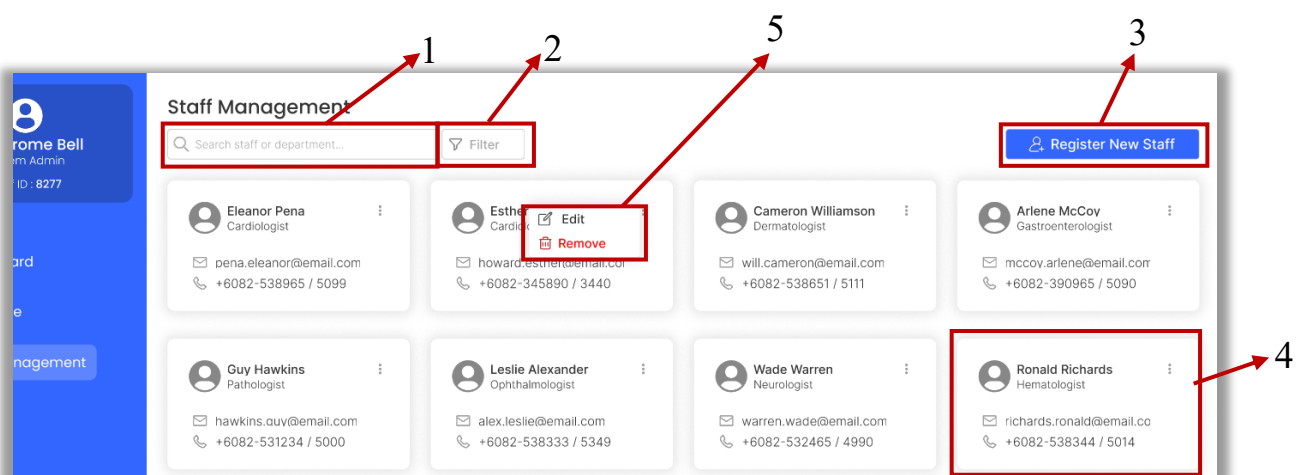 1
2
5
3
rome Bell
em Admin
ID : 8277
ard
e
nagement
Staff Management
Search staff or department...
Filter
Register New Staff
Eleanor Pena
Cardiologist
pena.eleanor@email.com
+6082-538965 / 5099
Esthe
Cardio
Edit
Remove
howard.esther@email.co
+6082-345890 / 3440
Cameron Williamson
Dermatologist
will.cameron@email.com
+6082-538651 / 5111
Arlene McCoy
Gastroenterologist
mccoy.arlene@email.com
+6082-390965 / 5090
Guy Hawkins
Pathologist
hawkins.guy@email.com
+6082-531234 / 5000
Leslie Alexander
Ophthalmologist
alex.leslie@email.com
+6082-538333 / 5349
Wade Warren
Neurologist
warren.wade@email.com
+6082-532465 / 4990
Ronald Richards
Hematologist
richards.ronald@email.co
+6082-538344 / 5014
4